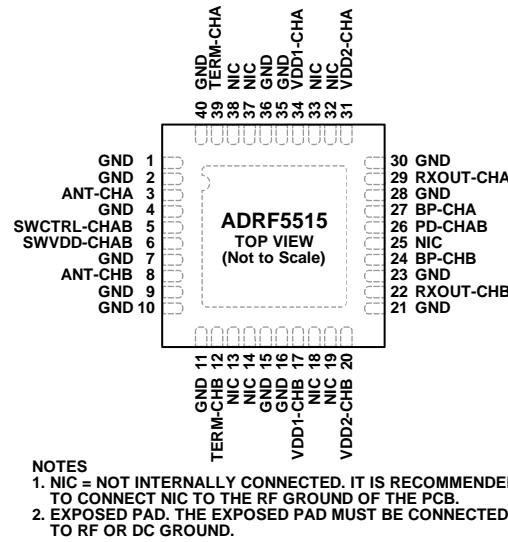 40 GND
39 TERM-CHA
38 NIC
37 NIC
36 GND
35 GND
34 VDD1-CHA
33 NIC
32 NIC
31 VDD2-CHA
GND 1
GND 2
ANT-CHA 3
GND 4
SWCTRL-CHAB 5
SWVDD-CHAB 6
GND 7
ANT-CHB 8
GND 9
GND 10
ADRF5515
TOP VIEW
(Not to Scale)
30 GND
29 RXOUT-CHA
28 GND
27 BP-CHA
26 PD-CHAB
25 NIC
24 BP-CHB
23 GND
22 RXOUT-CHB
21 GND
GND 11
TERM-CHB 12
NIC 13
NIC 14
GND 15
GND 16
VDD1-CHB 17
NIC 18
NIC 19
VDD2-CHB 20
NOTES
1. NIC = NOT INTERNALLY CONNECTED. IT IS RECOMMENDED
TO CONNECT NIC TO THE RF GROUND OF THE PCB.
2. EXPOSED PAD. THE EXPOSED PAD MUST BE CONNECTED
TO RF OR DC GROUND.